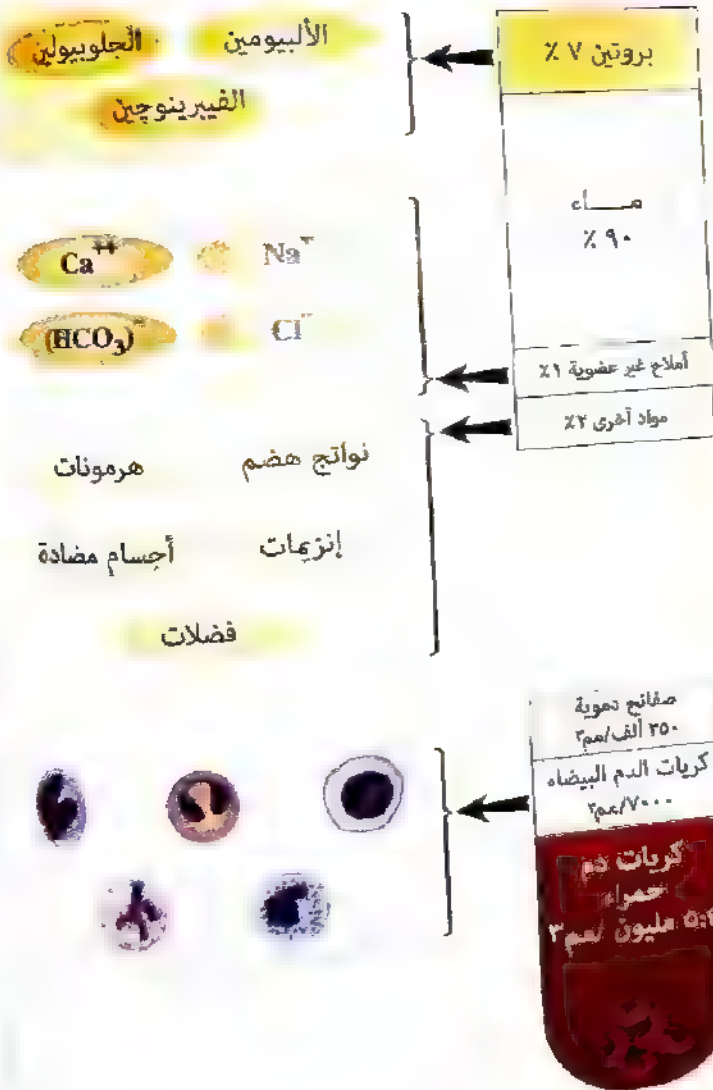 بروتين ٧ ٪
الألبيومين
الجلوبيولين
الفيبرينوجين
مـــاء
٩٠ ٪
أملاح غير عضوية ١٪
Ca⁺⁺ Na⁺
(HCO₃)⁻ Cl⁻
مواد أخرى ٢٪
نواتج هضم
هرمونات
إنزيمات
أجسام مضادة
فضلات
صفائح دموية
٢٥٠ ألف/مم٣
كريات الدم البيضاء
٧٠٠٠/مم٣
كريات دم
حمراء
مليون /مم٣